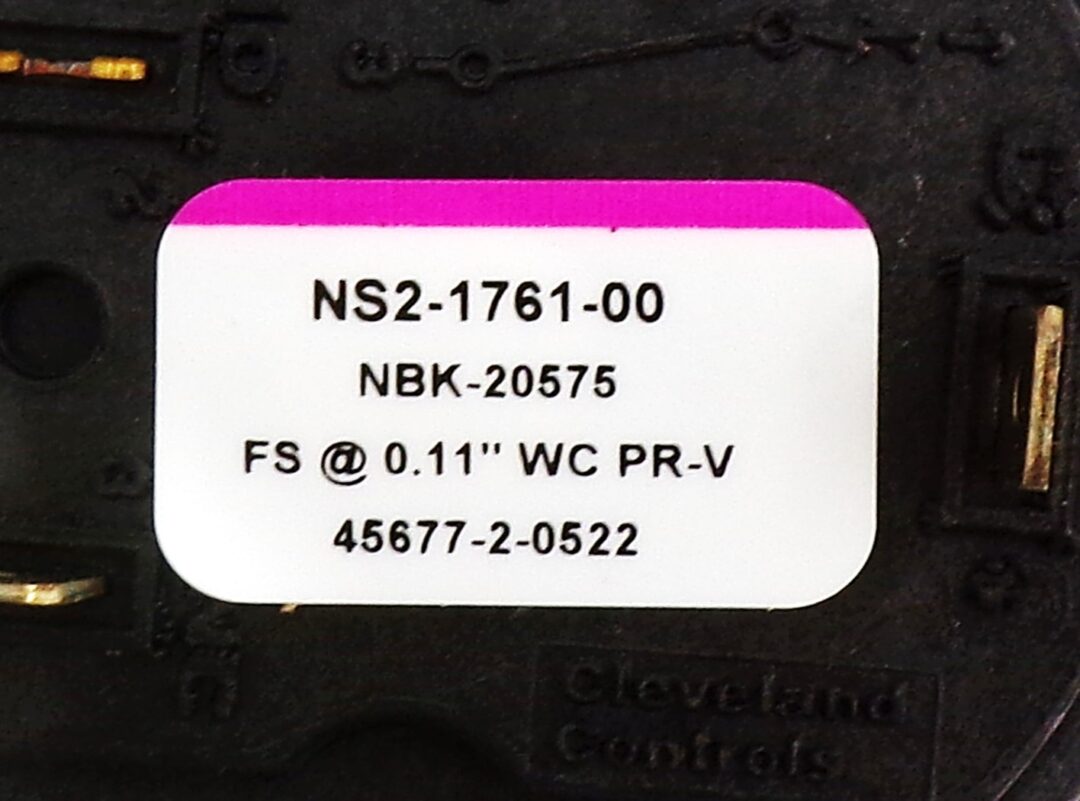 NS2-1761-00
NBK-20575
FS @ 0.11" WC PR-V
45677-2-0522
Cleveland
Controls